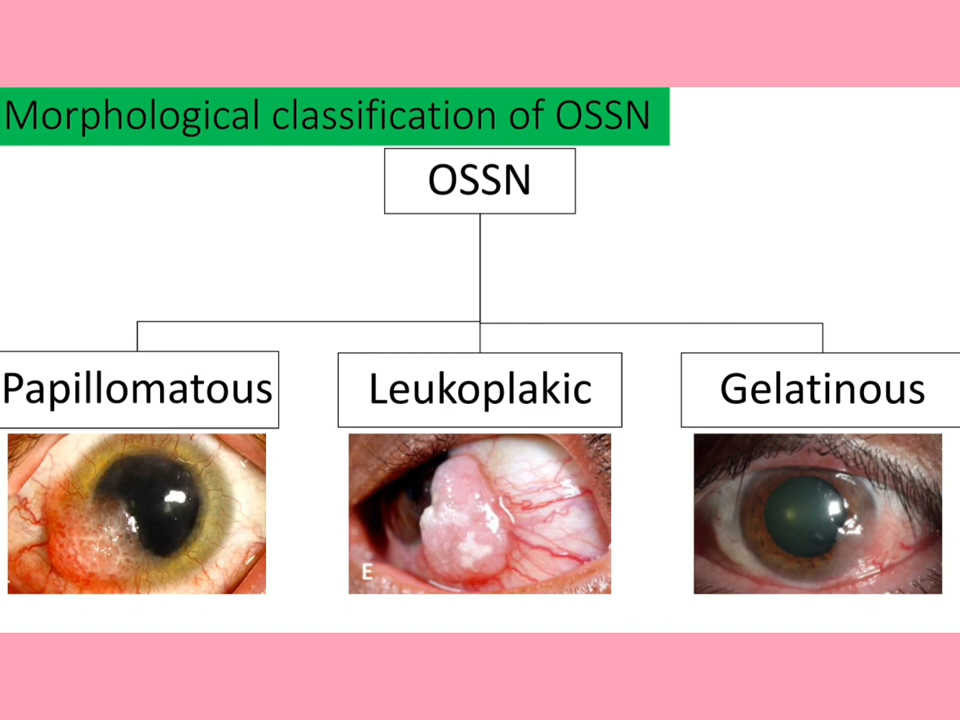 Morphological classification of OSSN
OSSN
Papillomatous
Leukoplakic
Gelatinous
E